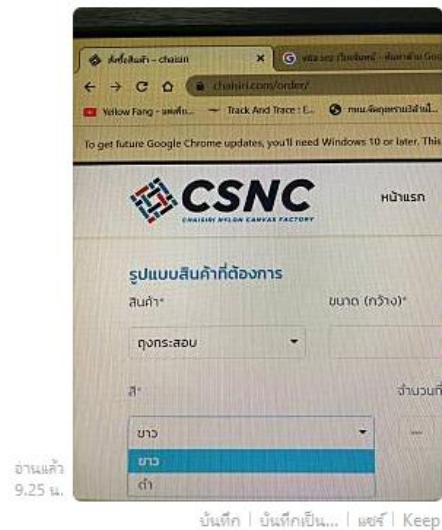 สั่งซื้อสินค้า - chaisiri
chaisiri.com/order/
Yellow Fang - แค่เพียง...
Track And Trace : E...
To get future Google Chrome updates, you'll need Windows 10 or later. This
CSNC
CHAISIRI NYLON CANVAS FACTORY
หน้าแรก
รูปแบบสินค้าที่ต้องการ
สินค้า*
ขนาด (กว้าง)*
ถุงกระสอบ
สี*
จำนวนที่
ขาว
ขาว
ดำ
อ่านแล้ว
9.25 น.
บันทึก | บันทึกเป็น... | แชร์ | Keep